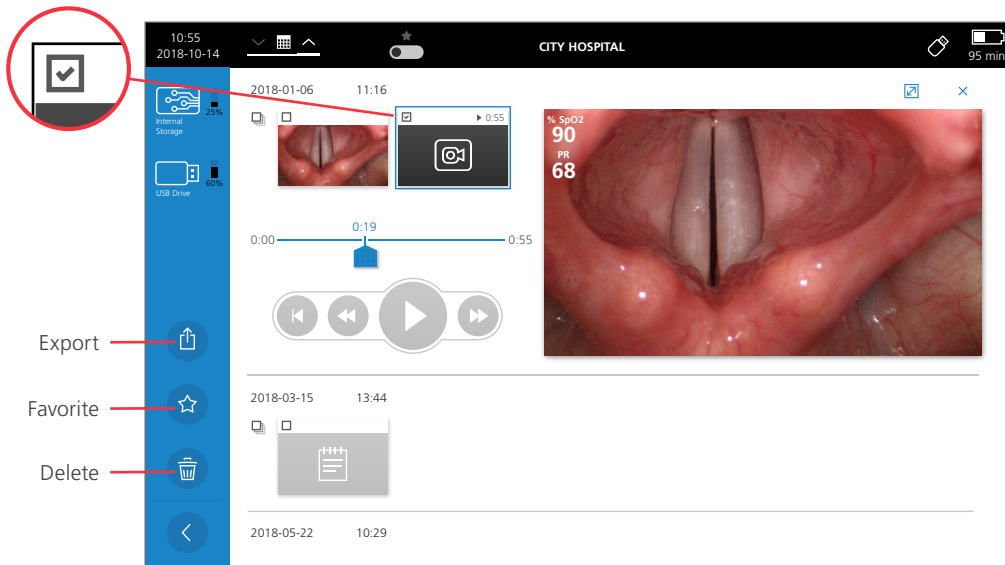 10:55
2018-10-14
CITY HOSPITAL
95 min
2018-01-06 11:16
Internal
Storage
25%
0:55
% SpO2
90
PR
68
USB Drive
60%
0:19
0:00
0:55
Export
Favorite
2018-03-15 13:44
Delete
2018-05-22 10:29